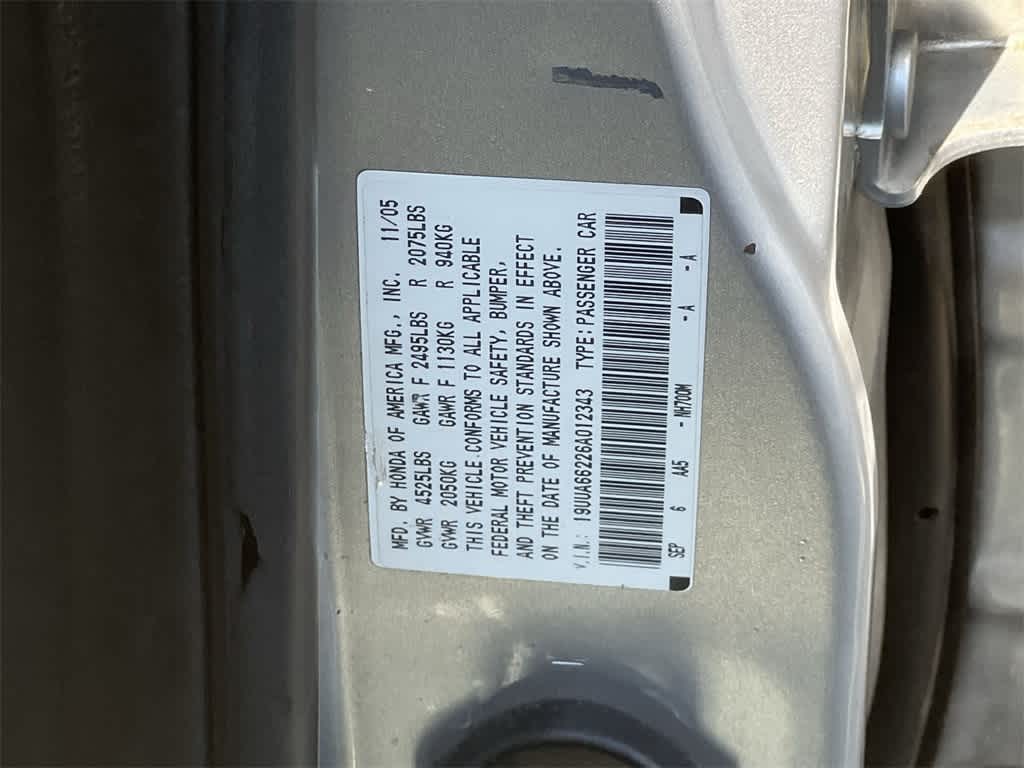 MFD. BY HONDA OF AMERICA MFG., INC. 11/05
GVWR 4525LBS GAWR F 2495LBS R 2075LBS
GVWR 2050KG GAWR F 1130KG R 940KG
THIS VEHICLE CONFORMS TO ALL APPLICABLE
FEDERAL MOTOR VEHICLE SAFETY, BUMPER,
AND THEFT PREVENTION STANDARDS IN EFFECT
ON THE DATE OF MANUFACTURE SHOWN ABOVE.
V.I.N.: 19UUA66226A012343 TYPE:PASSENGER CAR
SEP 6 AA5 - NH700M - A - A